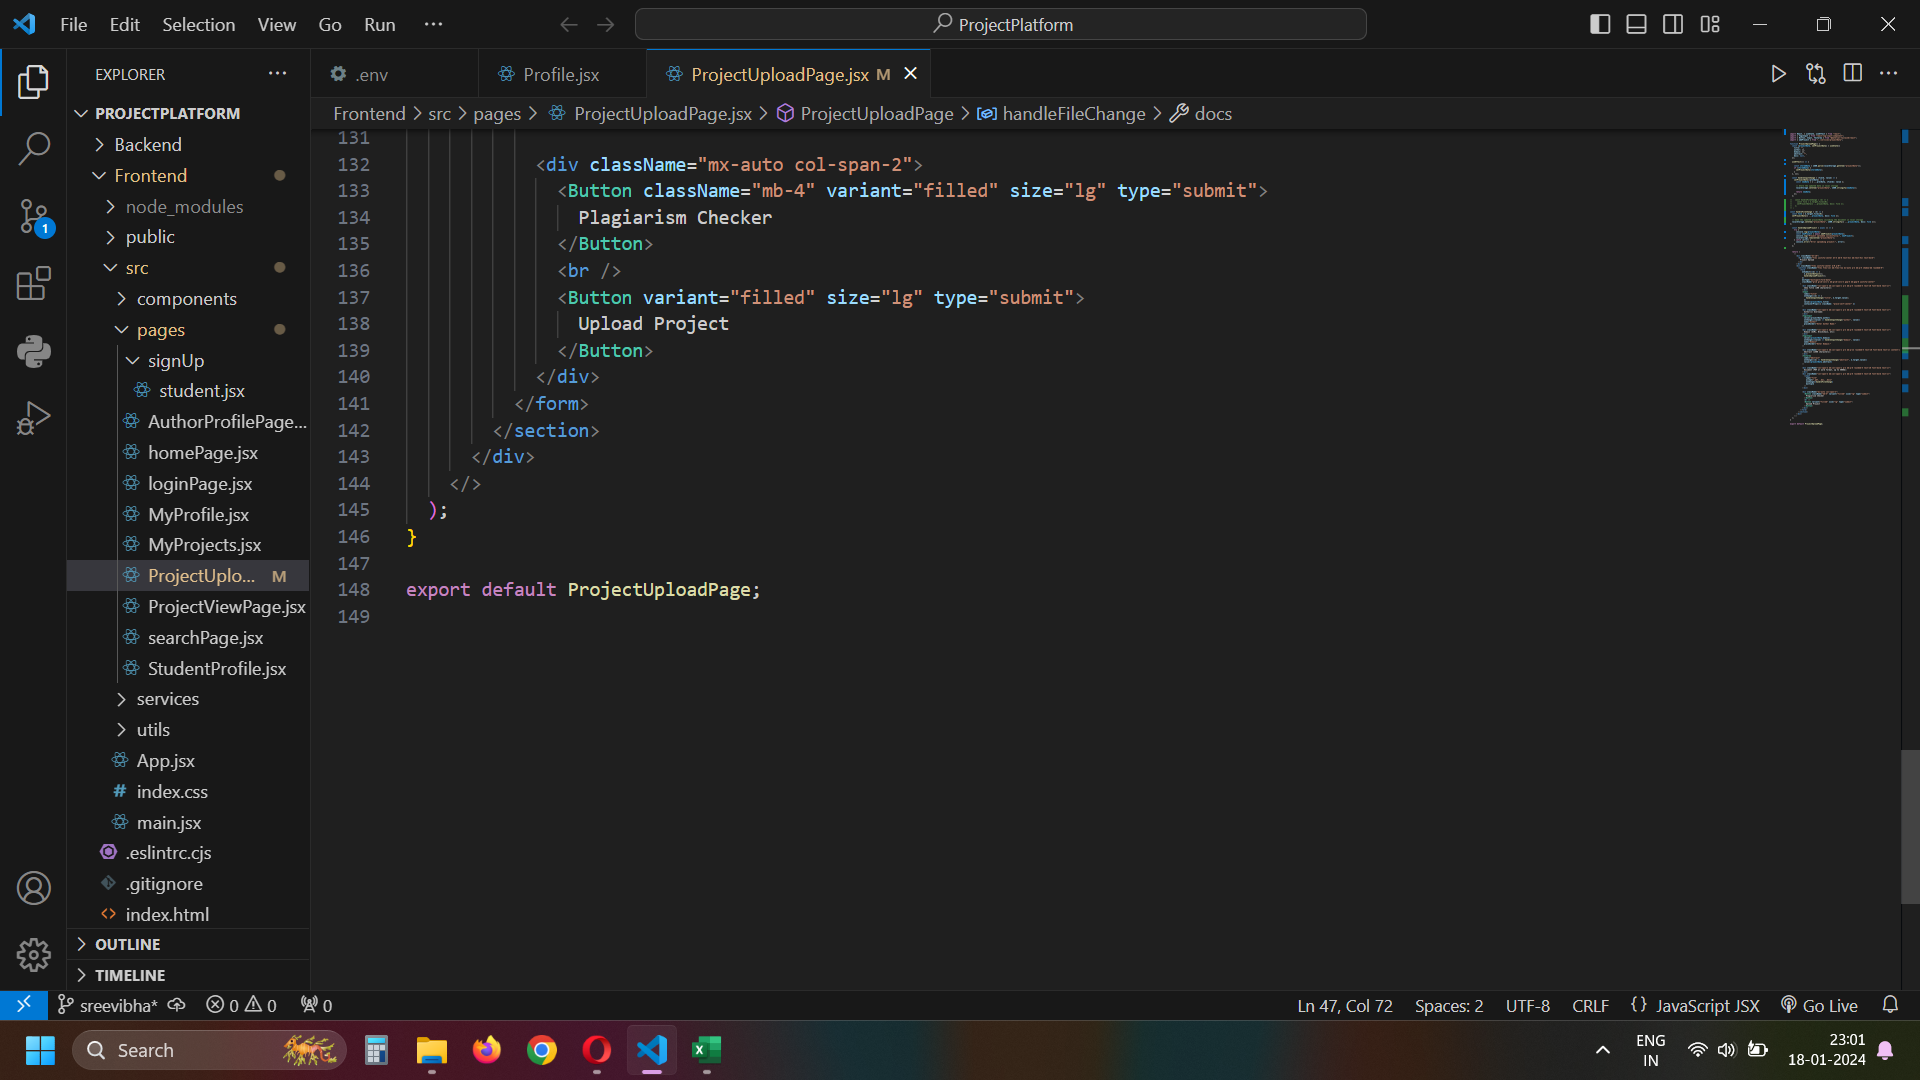 File Edit Selection View Go Run ···
ProjectPlatform
EXPLORER ···
.env Profile.jsx ProjectUploadPage.jsx M
PROJECTPLATFORM
Frontend > src > pages > ProjectUploadPage.jsx > ProjectUploadPage > handleFileChange > docs
Backend
Frontend
node_modules
public
src
components
pages
signUp
student.jsx
AuthorProfilePage...
homePage.jsx
loginPage.jsx
MyProfile.jsx
MyProjects.jsx
ProjectUplo... M
ProjectViewPage.jsx
searchPage.jsx
StudentProfile.jsx
services
utils
App.jsx
index.css
main.jsx
.eslintrc.cjs
.gitignore
index.html
OUTLINE
TIMELINE
131
132 <div className="mx-auto col-span-2">
133 <Button className="mb-4" variant="filled" size="lg" type="submit">
134 Plagiarism Checker
135 </Button>
136 <br />
137 <Button variant="filled" size="lg" type="submit">
138 Upload Project
139 </Button>
140 </div>
141 </form>
142 </section>
143 </div>
144 </>
145 );
146 }
147
148 export default ProjectUploadPage;
149
1
sreevibha* 0 0 0
Ln 47, Col 72 Spaces: 2 UTF-8 CRLF {} JavaScript JSX Go Live
Search
ENG
IN
23:01
18-01-2024